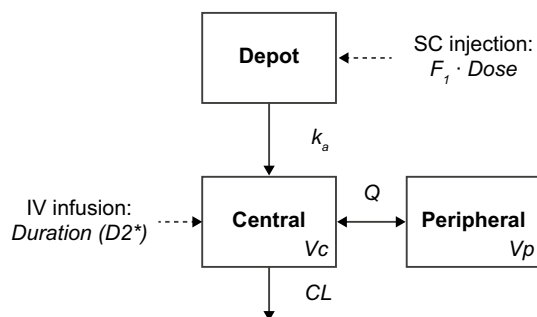 Depot
SC injection:
F₁ · Dose
kₐ
IV infusion:
Duration (D2*)
Central
Vc
Q
Peripheral
Vp
CL